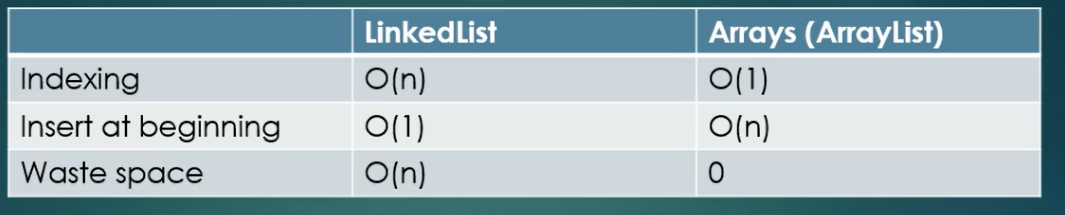 LinkedList Arrays (ArrayList)
Indexing O(n) O(1)
Insert at beginning O(1) O(n)
Waste space O(n) 0